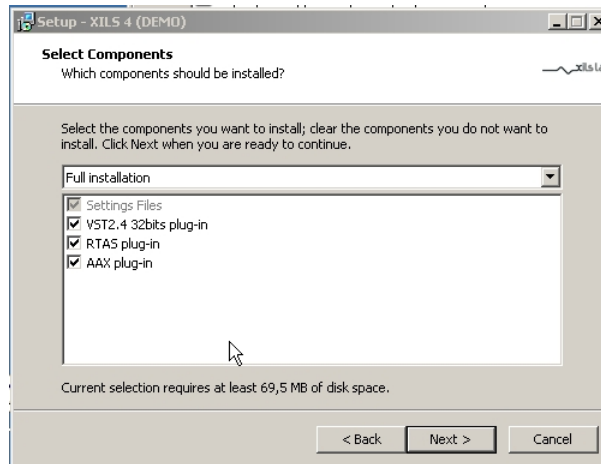 Setup - XILS 4 (DEMO)
Select Components
Which components should be installed?
Select the components you want to install; clear the components you do not want to
install. Click Next when you are ready to continue.
Full installation
Settings Files
VST2.4 32bits plug-in
RTAS plug-in
AAX plug-in
Current selection requires at least 69,5 MB of disk space.
< Back
Next >
Cancel